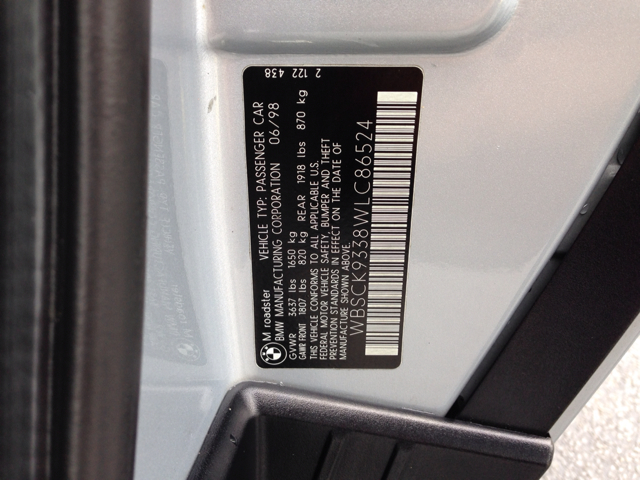 M roadster VEHICLE TYPE: PASSENGER CAR
BMW MANUFACTURING CORPORATION 06/98
GVWR 3637 lbs 1650 kg
GAWR FRONT 1807 lbs 820 kg REAR 1918 lbs 870 kg
THIS VEHICLE CONFORMS TO ALL APPLICABLE U.S.
FEDERAL MOTOR VEHICLE SAFETY, BUMPER AND THEFT
PREVENTION STANDARDS IN EFFECT ON THE DATE OF
MANUFACTURE SHOWN ABOVE.
WBSCK9338WLC86524
2 122 438